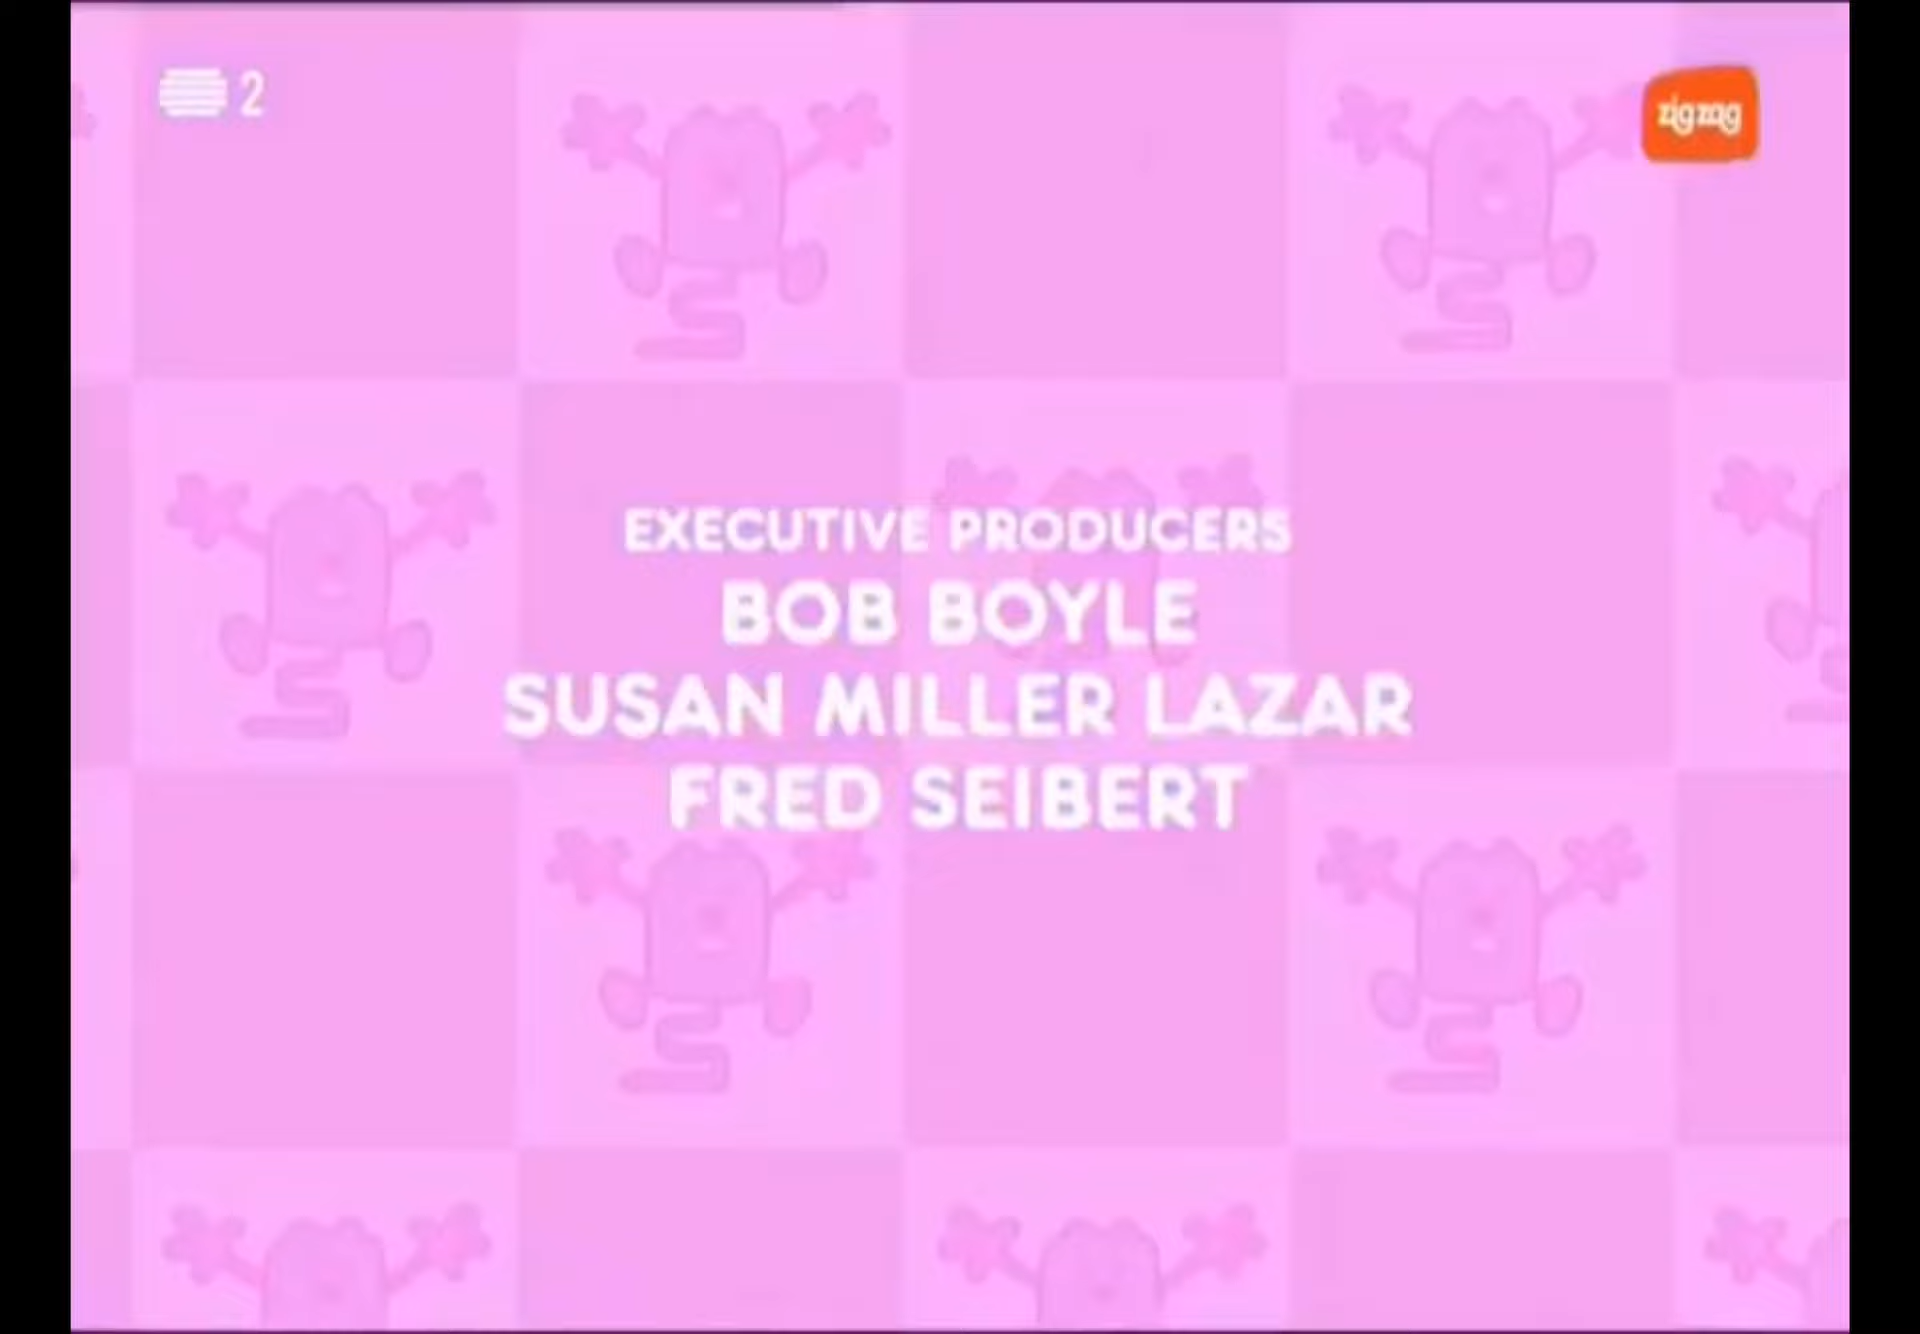 2
zigzag
EXECUTIVE PRODUCERS
BOB BOYLE
SUSAN MILLER LAZAR
FRED SEIBERT